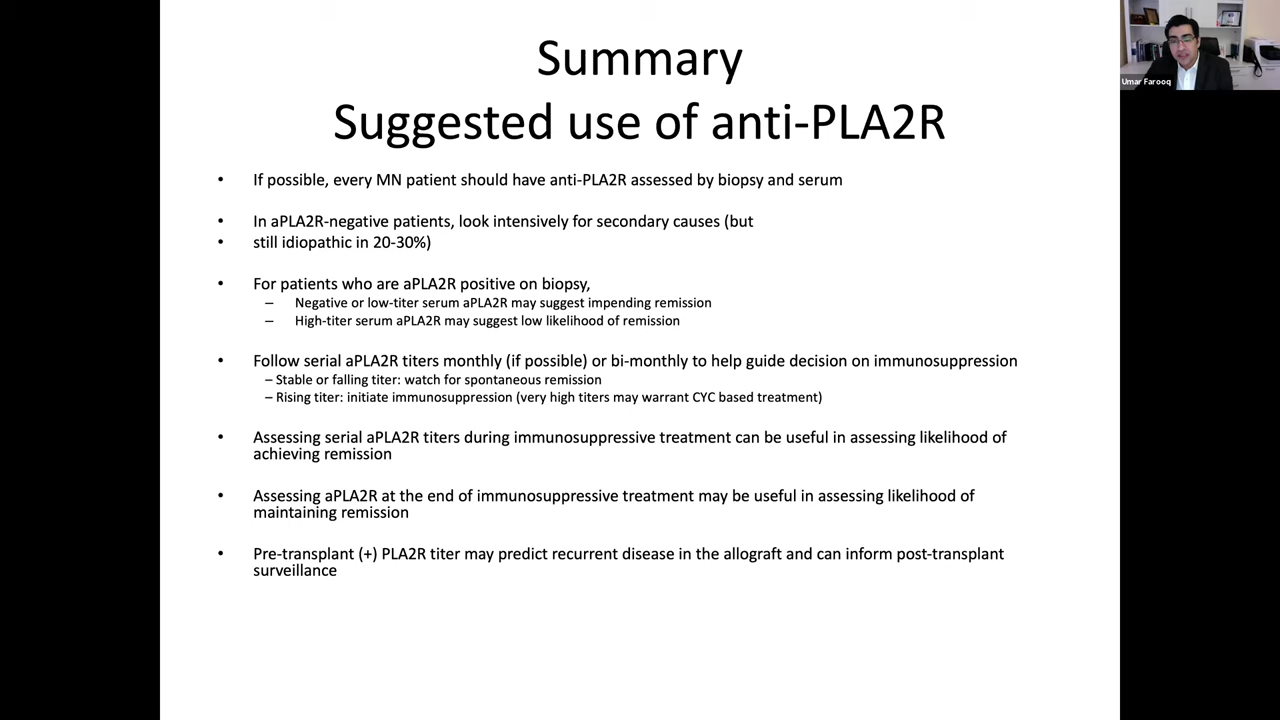 Summary
Suggested use of anti-PLA2R
• If possible, every MN patient should have anti-PLA2R assessed by biopsy and serum
• In aPLA2R-negative patients, look intensively for secondary causes (but
• still idiopathic in 20-30%)
• For patients who are aPLA2R positive on biopsy,
– Negative or low-titer serum aPLA2R may suggest impending remission
– High-titer serum aPLA2R may suggest low likelihood of remission
• Follow serial aPLA2R titers monthly (if possible) or bi-monthly to help guide decision on immunosuppression
– Stable or falling titer: watch for spontaneous remission
– Rising titer: initiate immunosuppression (very high titers may warrant CYC based treatment)
• Assessing serial aPLA2R titers during immunosuppressive treatment can be useful in assessing likelihood of
achieving remission
• Assessing aPLA2R at the end of immunosuppressive treatment may be useful in assessing likelihood of
maintaining remission
• Pre-transplant (+) PLA2R titer may predict recurrent disease in the allograft and can inform post-transplant
surveillance
Umar Farooq